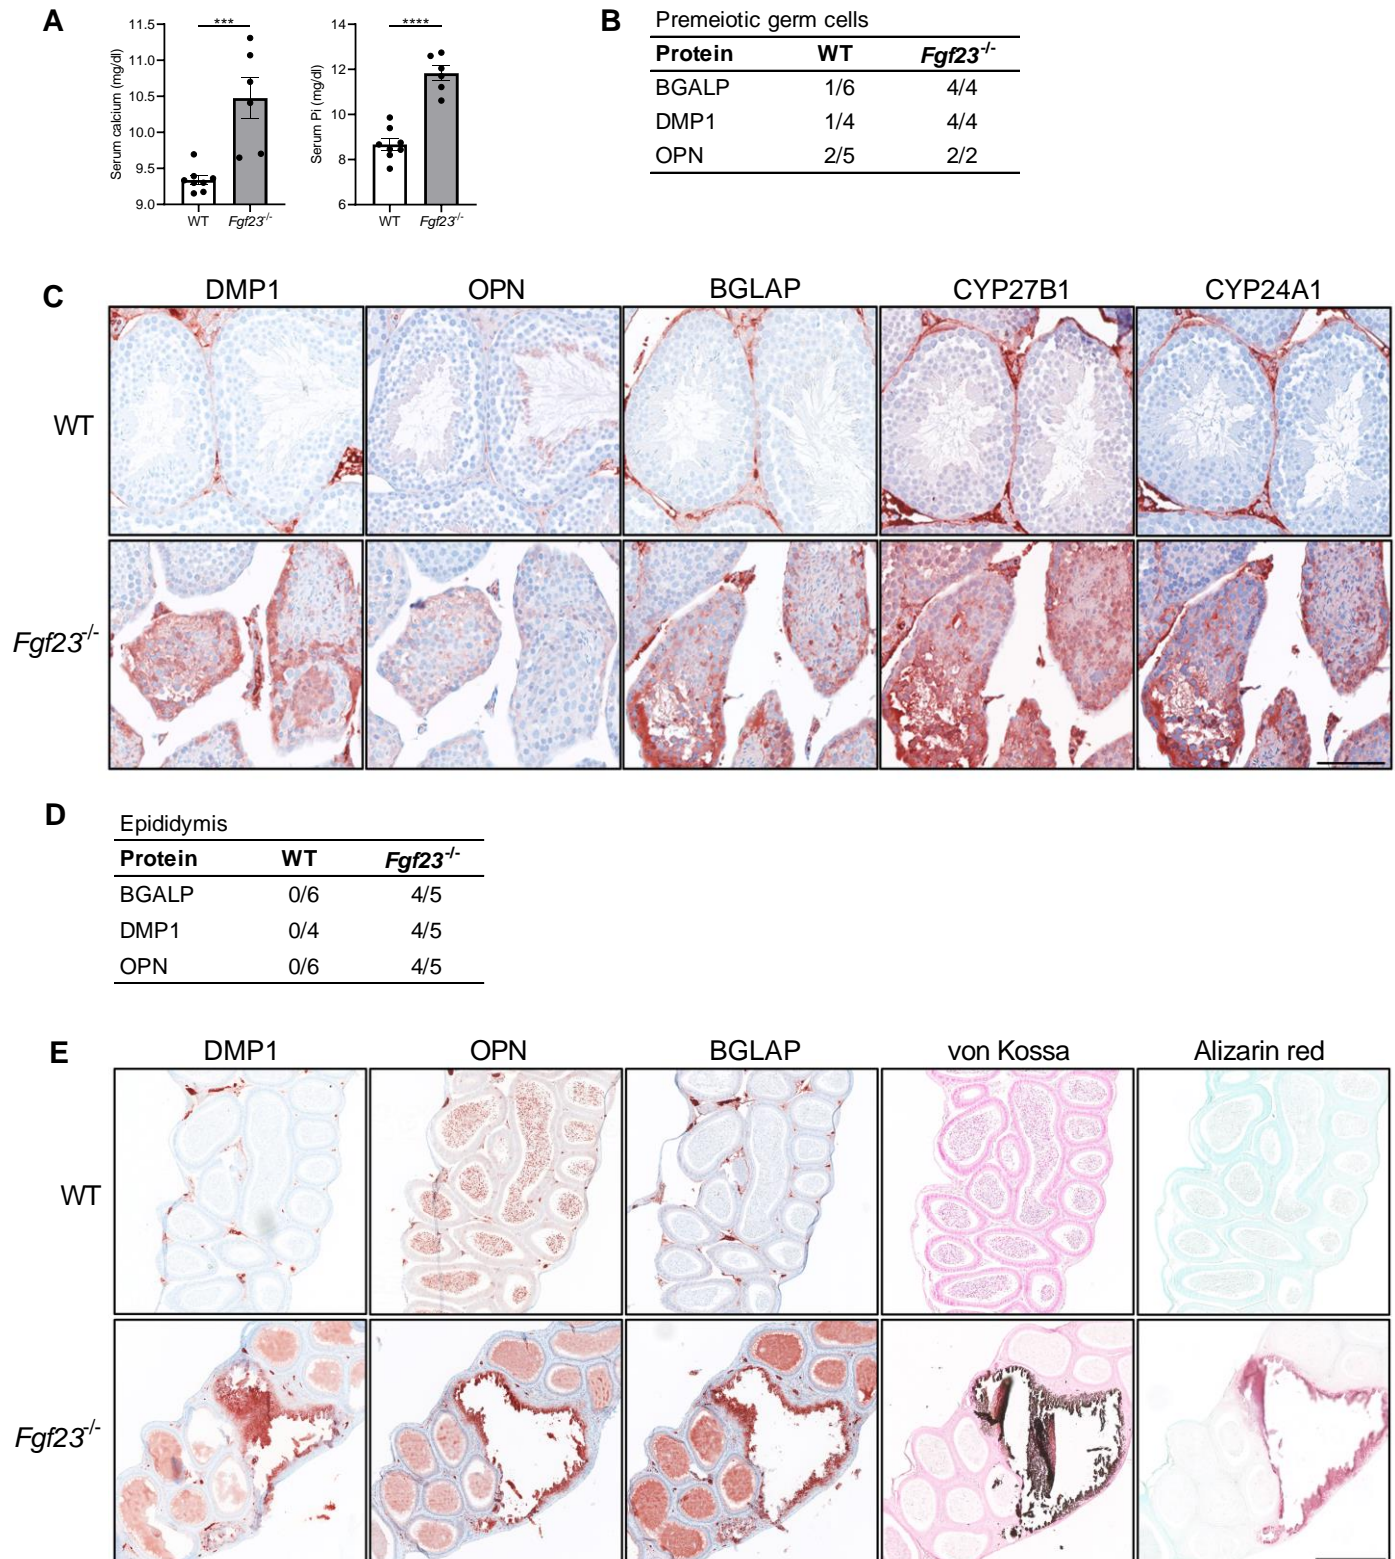 A
11.5
11.0
10.5
10.0
9.5
9.0
Serum calcium (mg/dl)
***
WT
Fgf23-/-
14
12
10
8
6
Serum Pi (mg/dl)
****
WT
Fgf23-/-
B
Premeiotic germ cells
Protein WT Fgf23-/-
BGALP 1/6 4/4
DMP1 1/4 4/4
OPN 2/5 2/2
C
DMP1 OPN BGLAP CYP27B1 CYP24A1
WT
Fgf23-/-
D
Epididymis
Protein WT Fgf23-/-
BGALP 0/6 4/5
DMP1 0/4 4/5
OPN 0/6 4/5
E
DMP1 OPN BGLAP von Kossa Alizarin red
WT
Fgf23-/-